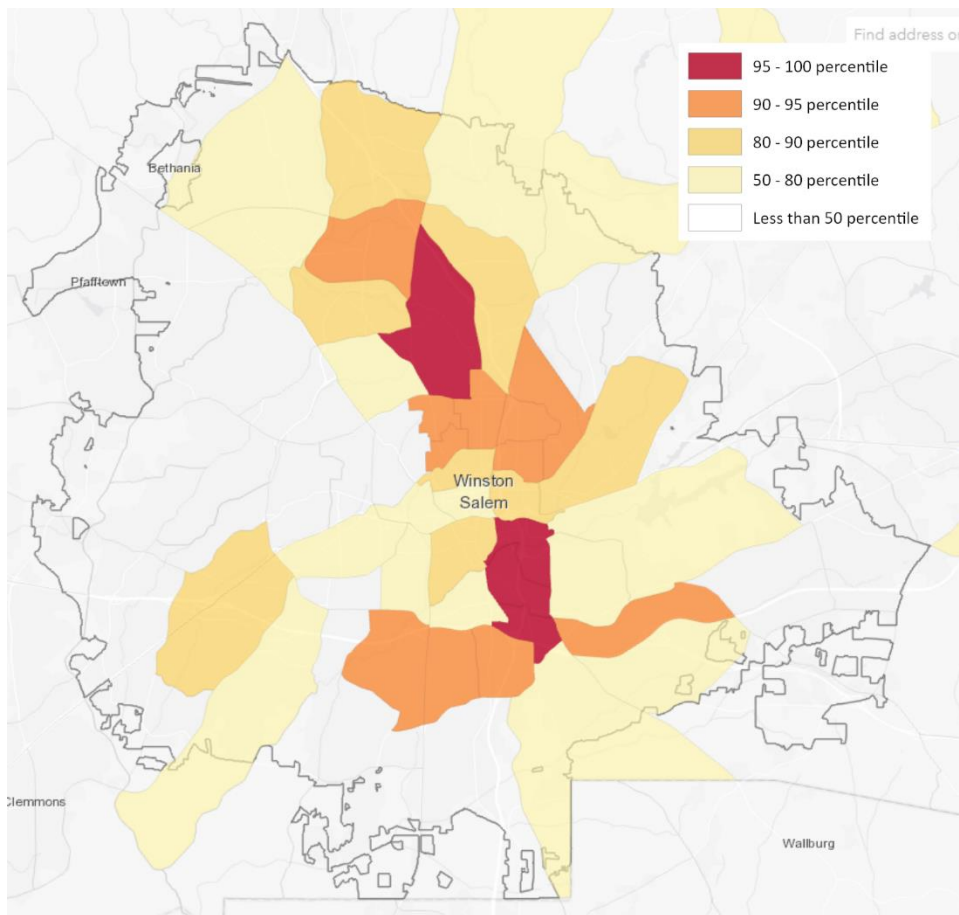 Find address o
95 - 100 percentile
90 - 95 percentile
80 - 90 percentile
50 - 80 percentile
Less than 50 percentile
Bethania
Pfafftown
Winston
Salem
Clemmons
Wallburg